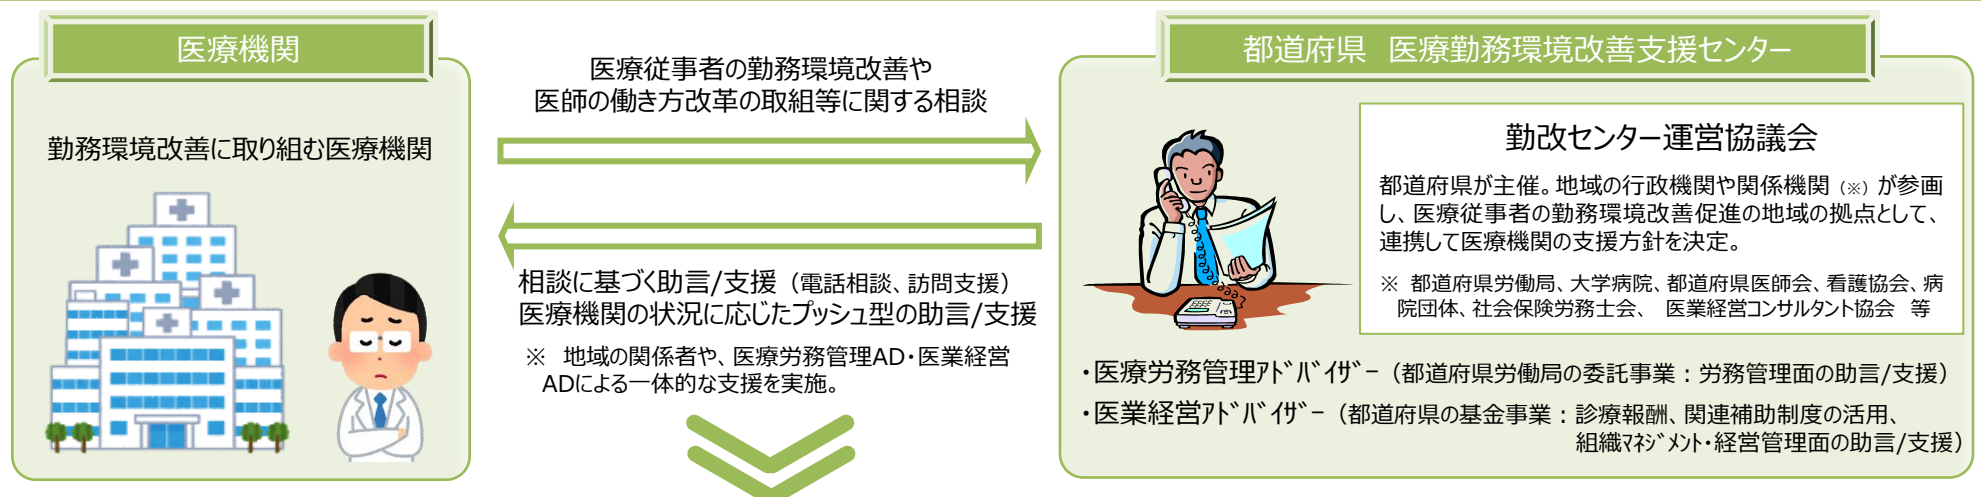 医療機関
勤務環境改善に取り組む医療機関
医療従事者の勤務環境改善や
医師の働き方改革の取組等に関する相談
相談に基づく助言/支援（電話相談、訪問支援）
医療機関の状況に応じたプッシュ型の助言/支援
※　地域の関係者や、医療労務管理AD・医業経営
ADによる一体的な支援を実施。
都道府県　医療勤務環境改善支援センター
勤改センター運営協議会
都道府県が主催。地域の行政機関や関係機関（※）が参画
し、医療従事者の勤務環境改善促進の地域の拠点として、
連携して医療機関の支援方針を決定。
※ 都道府県労働局、大学病院、都道府県医師会、看護協会、病
院団体、社会保険労務士会、　医業経営コンサルタント協会　等
・医療労務管理ｱﾄﾞﾊﾞｲｻﾞｰ（都道府県労働局の委託事業：労務管理面の助言/支援）
・医業経営ｱﾄﾞﾊﾞｲｻﾞｰ（都道府県の基金事業：診療報酬、関連補助制度の活用、
組織ﾏﾈｼﾞﾒﾝﾄ・経営管理面の助言/支援）